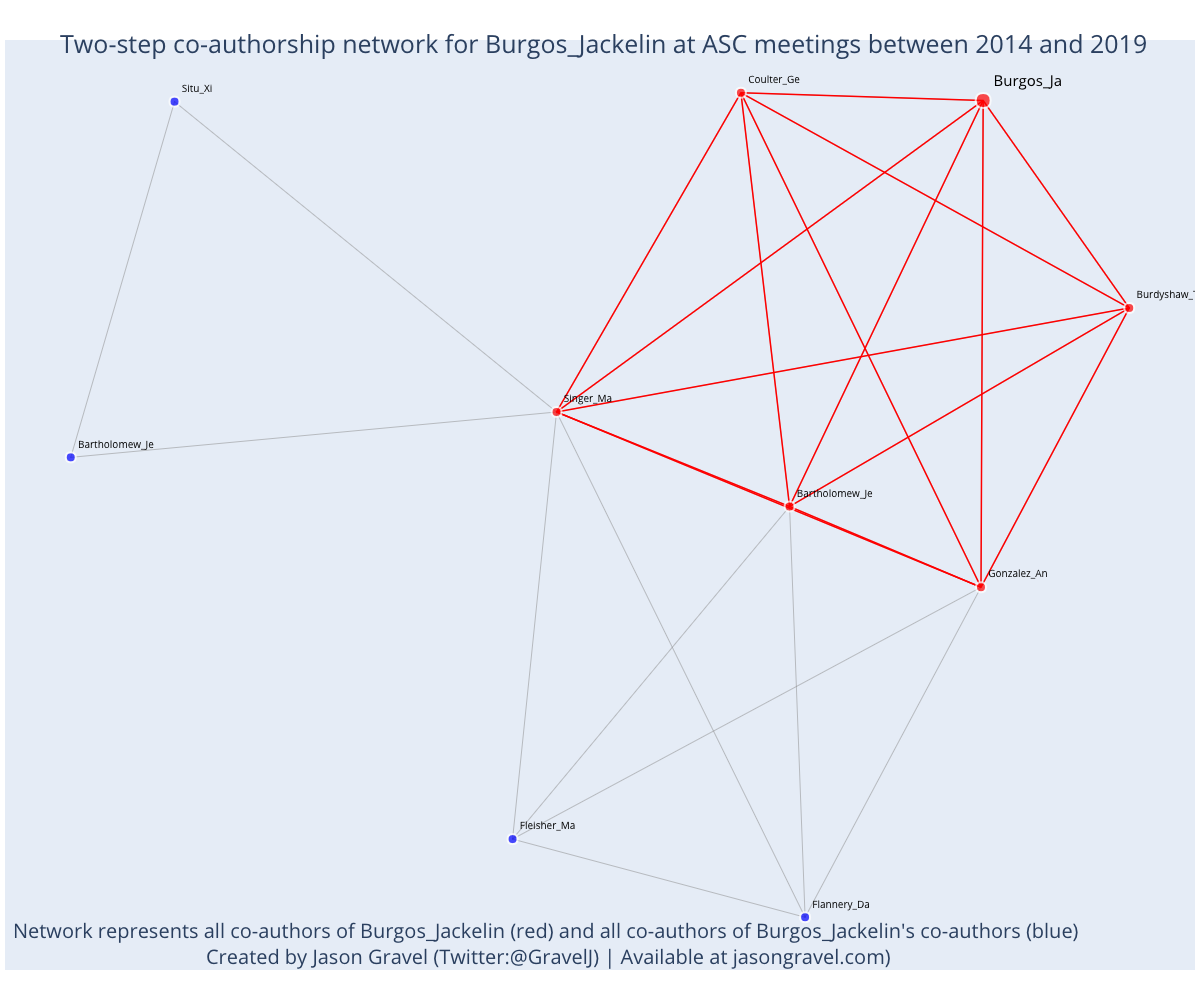 Two-step co-authorship network for Burgos_Jackelin at ASC meetings between 2014 and 2019
Coulter_Ge
Burgos_Ja
Situ_Xi
Burdyshaw_
Singer_Ma
Bartholomew_Je
Bartholomew_Je
Gonzalez_An
Fleisher_Ma
Flannery_Da
Network represents all co-authors of Burgos_Jackelin (red) and all co-authors of Burgos_Jackelin's co-authors (blue)
Created by Jason Gravel (Twitter:@GravelJ) | Available at jasongravel.com)